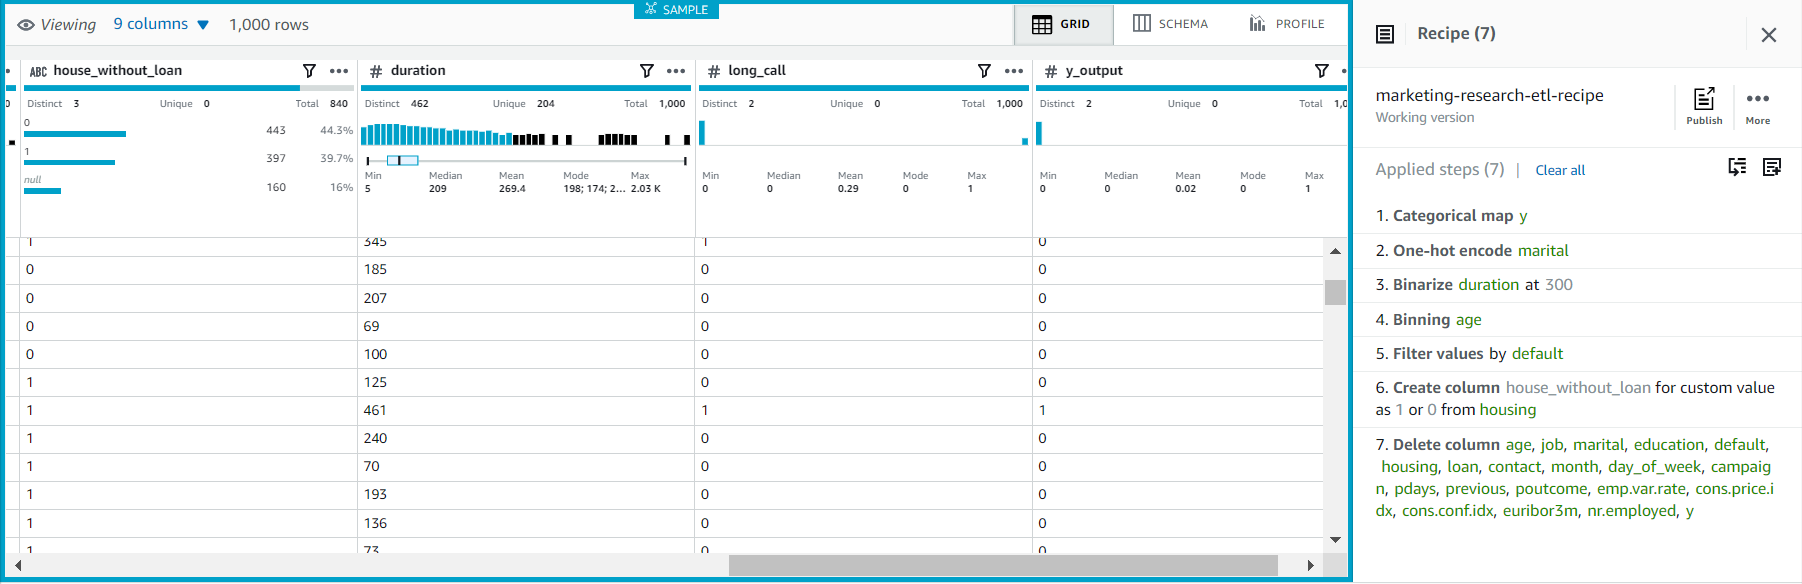 SAMPLE
Viewing 9 columns 1,000 rows
GRID SCHEMA PROFILE
ABC house_without_loan # duration # long_call # y_output
0 Distinct 3 Unique 0 Total 840 Distinct 462 Unique 204 Total 1,000 Distinct 2 Unique 0 Total 1,000 Distinct 2 Unique 0 Total 1,0
0 443 44.3%
1 397 39.7%
null 160 16%
Min Median Mean Mode Max Min Median Mean Mode Max Min Median Mean Mode Max
5 209 269.4 198; 174; 2... 2.03 K 0 0 0.29 0 1 0 0 0.02 0 1
1 345 1 0
0 185 0 0
0 207 0 0
0 69 0 0
0 100 0 0
1 125 0 0
1 461 1 1
1 240 0 0
1 70 0 0
1 193 0 0
1 136 0 0
1 73 0 0
Recipe (7)
marketing-research-etl-recipe
Working version
Publish More
Applied steps (7) | Clear all
1. Categorical map y
2. One-hot encode marital
3. Binarize duration at 300
4. Binning age
5. Filter values by default
6. Create column house_without_loan for custom value
as 1 or 0 from housing
7. Delete column age, job, marital, education, default,
housing, loan, contact, month, day_of_week, campaig
n, pdays, previous, poutcome, emp.var.rate, cons.price.i
dx, cons.conf.idx, euribor3m, nr.employed, y